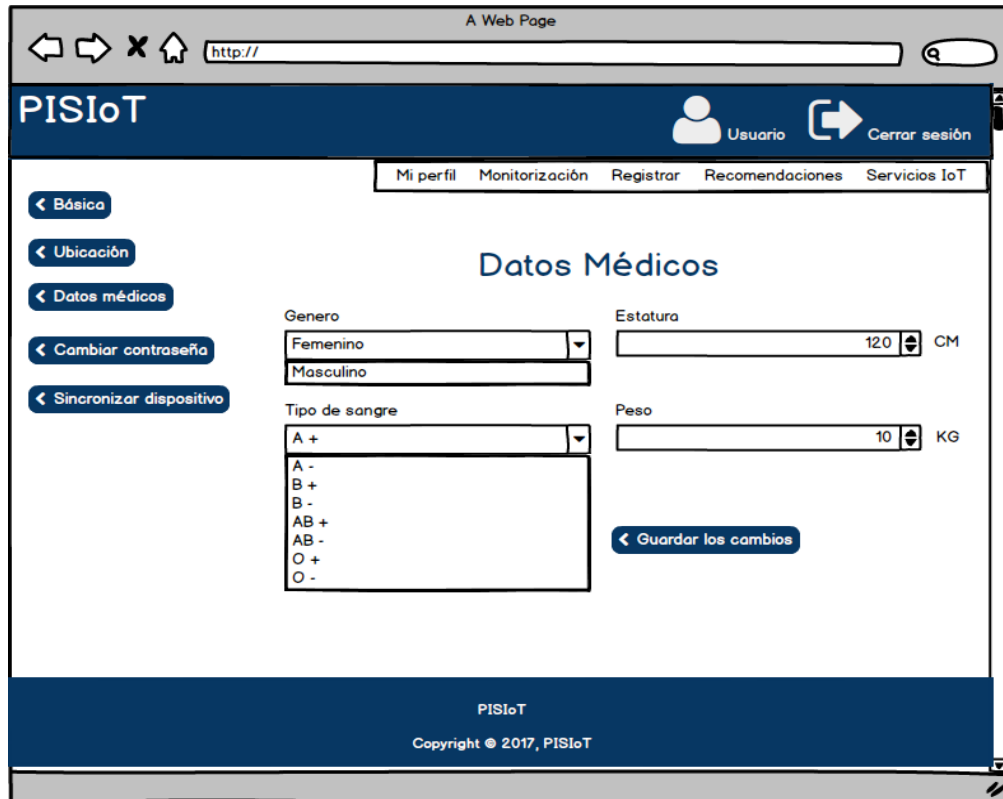 A Web Page
http://
PISIoT
Usuario
Cerrar sesión
Mi perfil Monitorización Registrar Recomendaciones Servicios IoT
Básica
Ubicación
Datos médicos
Cambiar contraseña
Sincronizar dispositivo
Datos Médicos
Genero
Femenino
Masculino
Estatura
120 CM
Tipo de sangre
A +
A -
B +
B -
AB +
AB -
O +
O -
Peso
10 KG
Guardar los cambios
PISIoT
Copyright © 2017, PISIoT